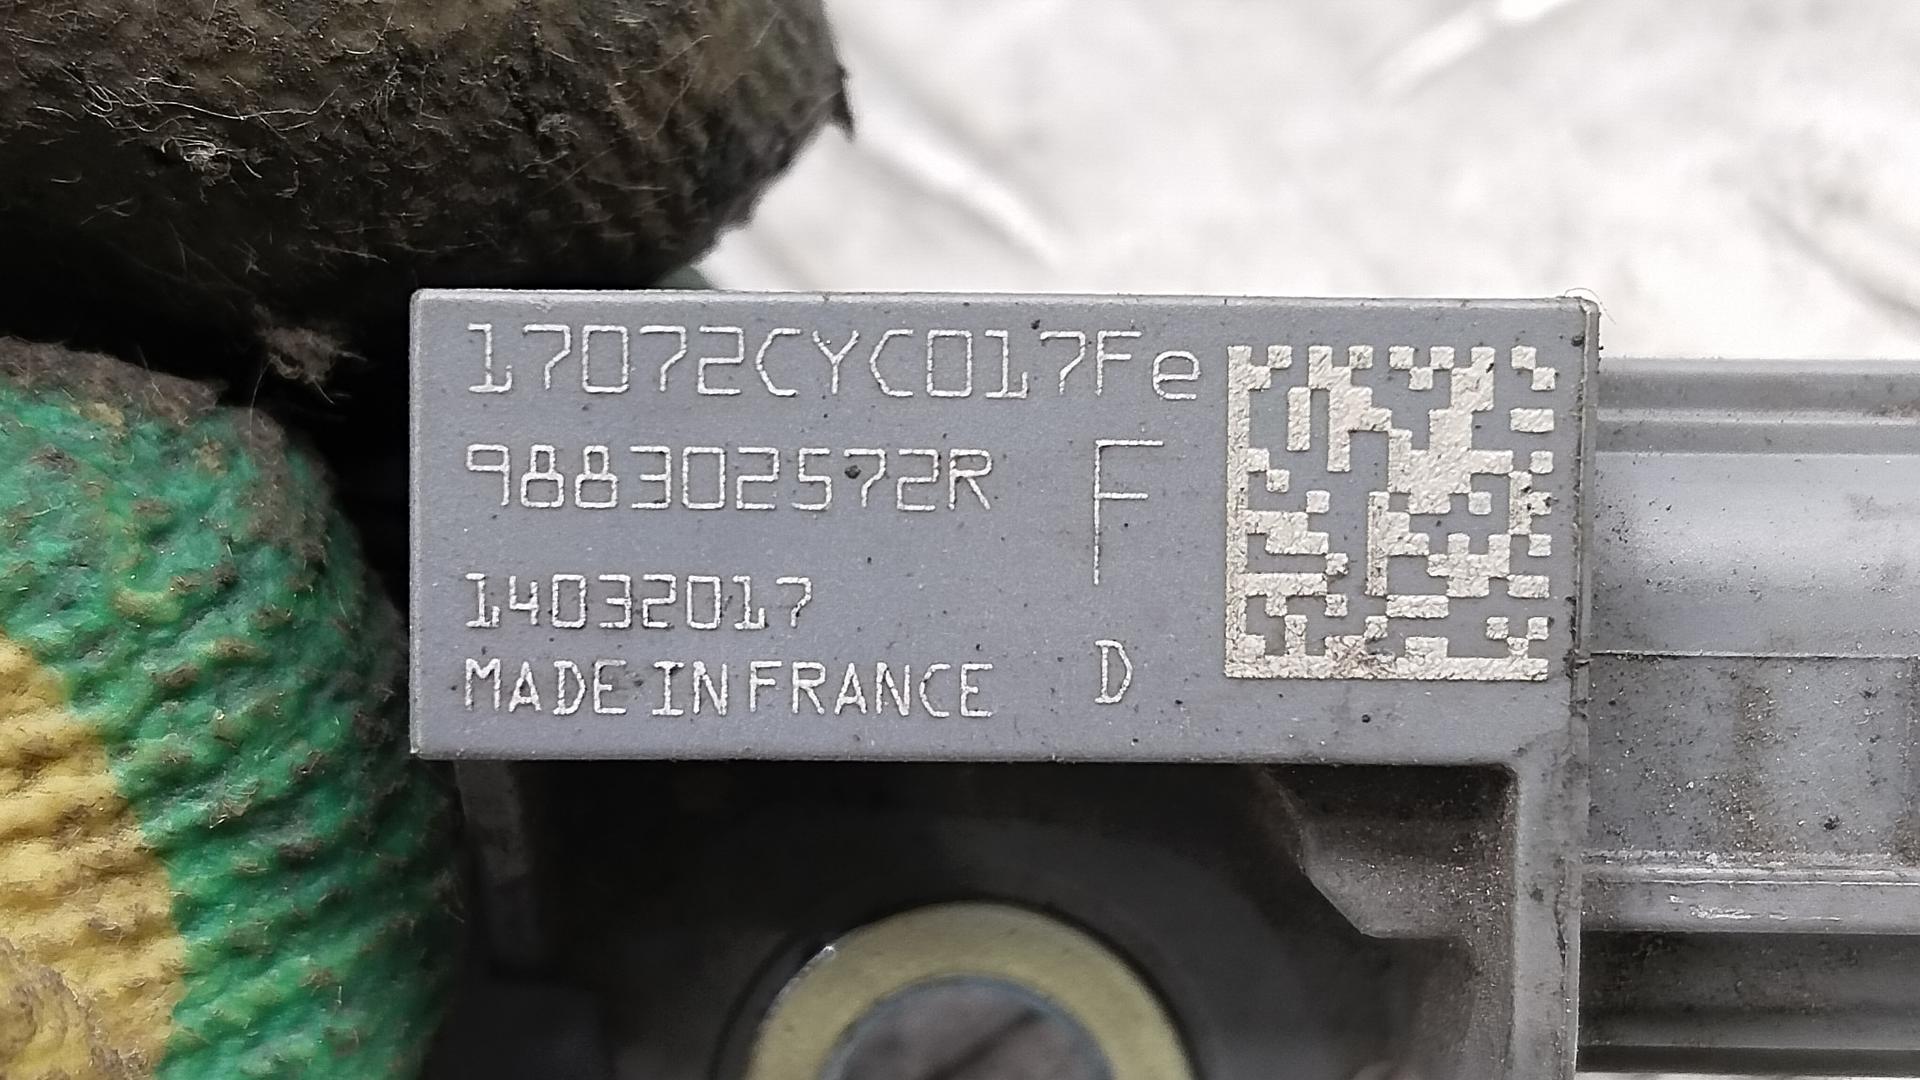 17072CYC017Fe
988302572R F
14032017
MADE IN FRANCE D